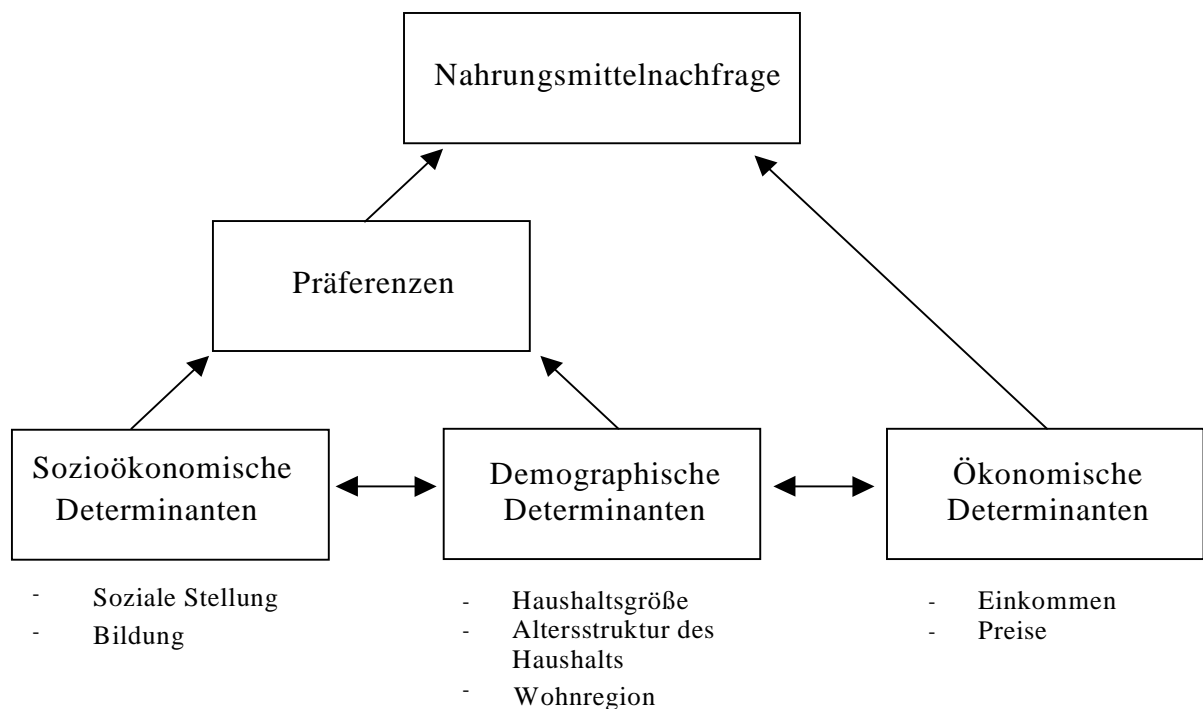 Nahrungsmittelnachfrage
Präferenzen
Sozioökonomische
Determinanten
Demographische
Determinanten
Ökonomische
Determinanten
- Soziale Stellung
- Bildung
- Haushaltsgröße
- Altersstruktur des
Haushalts
- Wohnregion
- Einkommen
- Preise